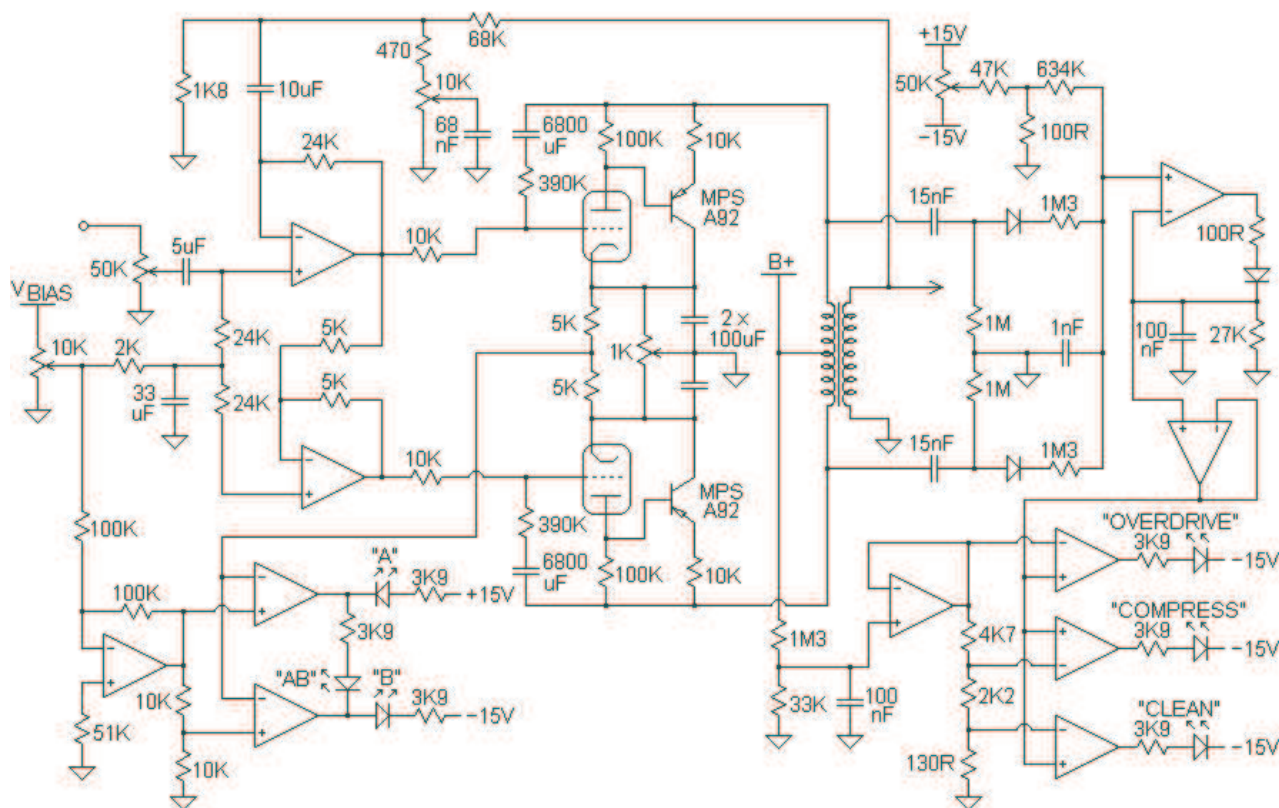 68K
470
1K8
10uF
10K
68
nF
24K
6800
uF
100K
10K
390K
MPS
A92
+15V
50K
-15V
47K
634K
100R
15nF
1M3
100R
10K
5uF
50K
VBIAS
10K
2K
33
uF
24K
24K
5K
5K
5K
1K
5K
2 x
100uF
B+
1M
1nF
1M
100
nF
27K
15nF
1M3
10K
390K
6800
uF
MPS
A92
100K
10K
100K
100K
51K
10K
10K
"A"
3K9
+15V
3K9
"AB"
"B"
3K9
-15V
1M3
33K
100
nF
4K7
2K2
130R
"OVERDRIVE"
3K9
-15V
"COMPRESS"
3K9
-15V
"CLEAN"
3K9
-15V